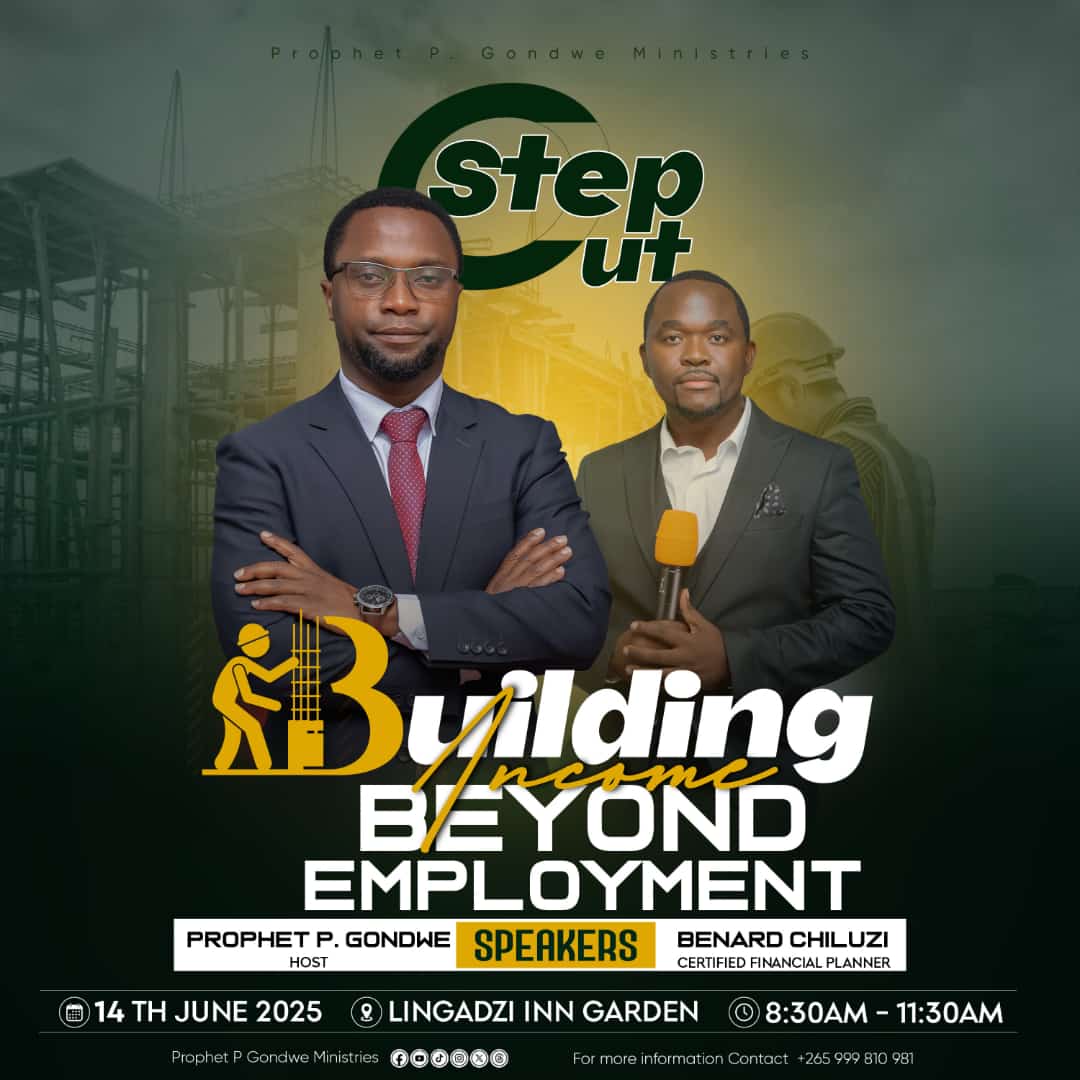 Prophet P. Gondwe Ministries
Step
Out
Building
Income
BEYOND
EMPLOYMENT
PROPHET P. GONDWE
HOST
SPEAKERS
BENARD CHILUZI
CERTIFIED FINANCIAL PLANNER
14 TH JUNE 2025 LINGADZI INN GARDEN 8:30AM - 11:30AM
Prophet P Gondwe Ministries For more information Contact +265 999 810 981